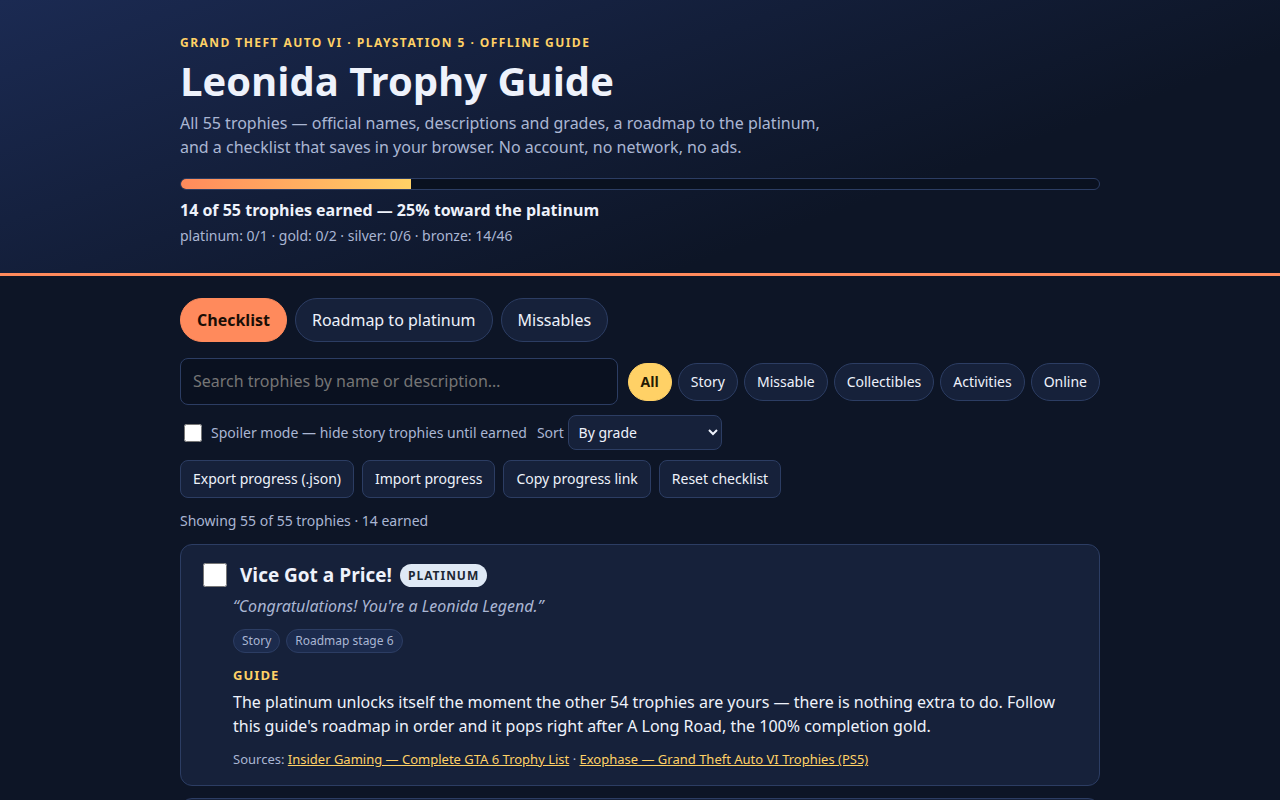 GRAND THEFT AUTO VI · PLAYSTATION 5 · OFFLINE GUIDE
Leonida Trophy Guide
All 55 trophies — official names, descriptions and grades, a roadmap to the platinum,
and a checklist that saves in your browser. No account, no network, no ads.
14 of 55 trophies earned — 25% toward the platinum
platinum: 0/1 · gold: 0/2 · silver: 0/6 · bronze: 14/46
Checklist Roadmap to platinum Missables
Search trophies by name or description... All Story Missable Collectibles Activities Online
Spoiler mode — hide story trophies until earned Sort By grade
Export progress (.json) Import progress Copy progress link Reset checklist
Showing 55 of 55 trophies · 14 earned
Vice Got a Price! PLATINUM
“Congratulations! You're a Leonida Legend.”
Story Roadmap stage 6
GUIDE
The platinum unlocks itself the moment the other 54 trophies are yours — there is nothing extra to do. Follow
this guide's roadmap in order and it pops right after A Long Road, the 100% completion gold.
Sources: Insider Gaming — Complete GTA 6 Trophy List · Exophase — Grand Theft Auto VI Trophies (PS5)